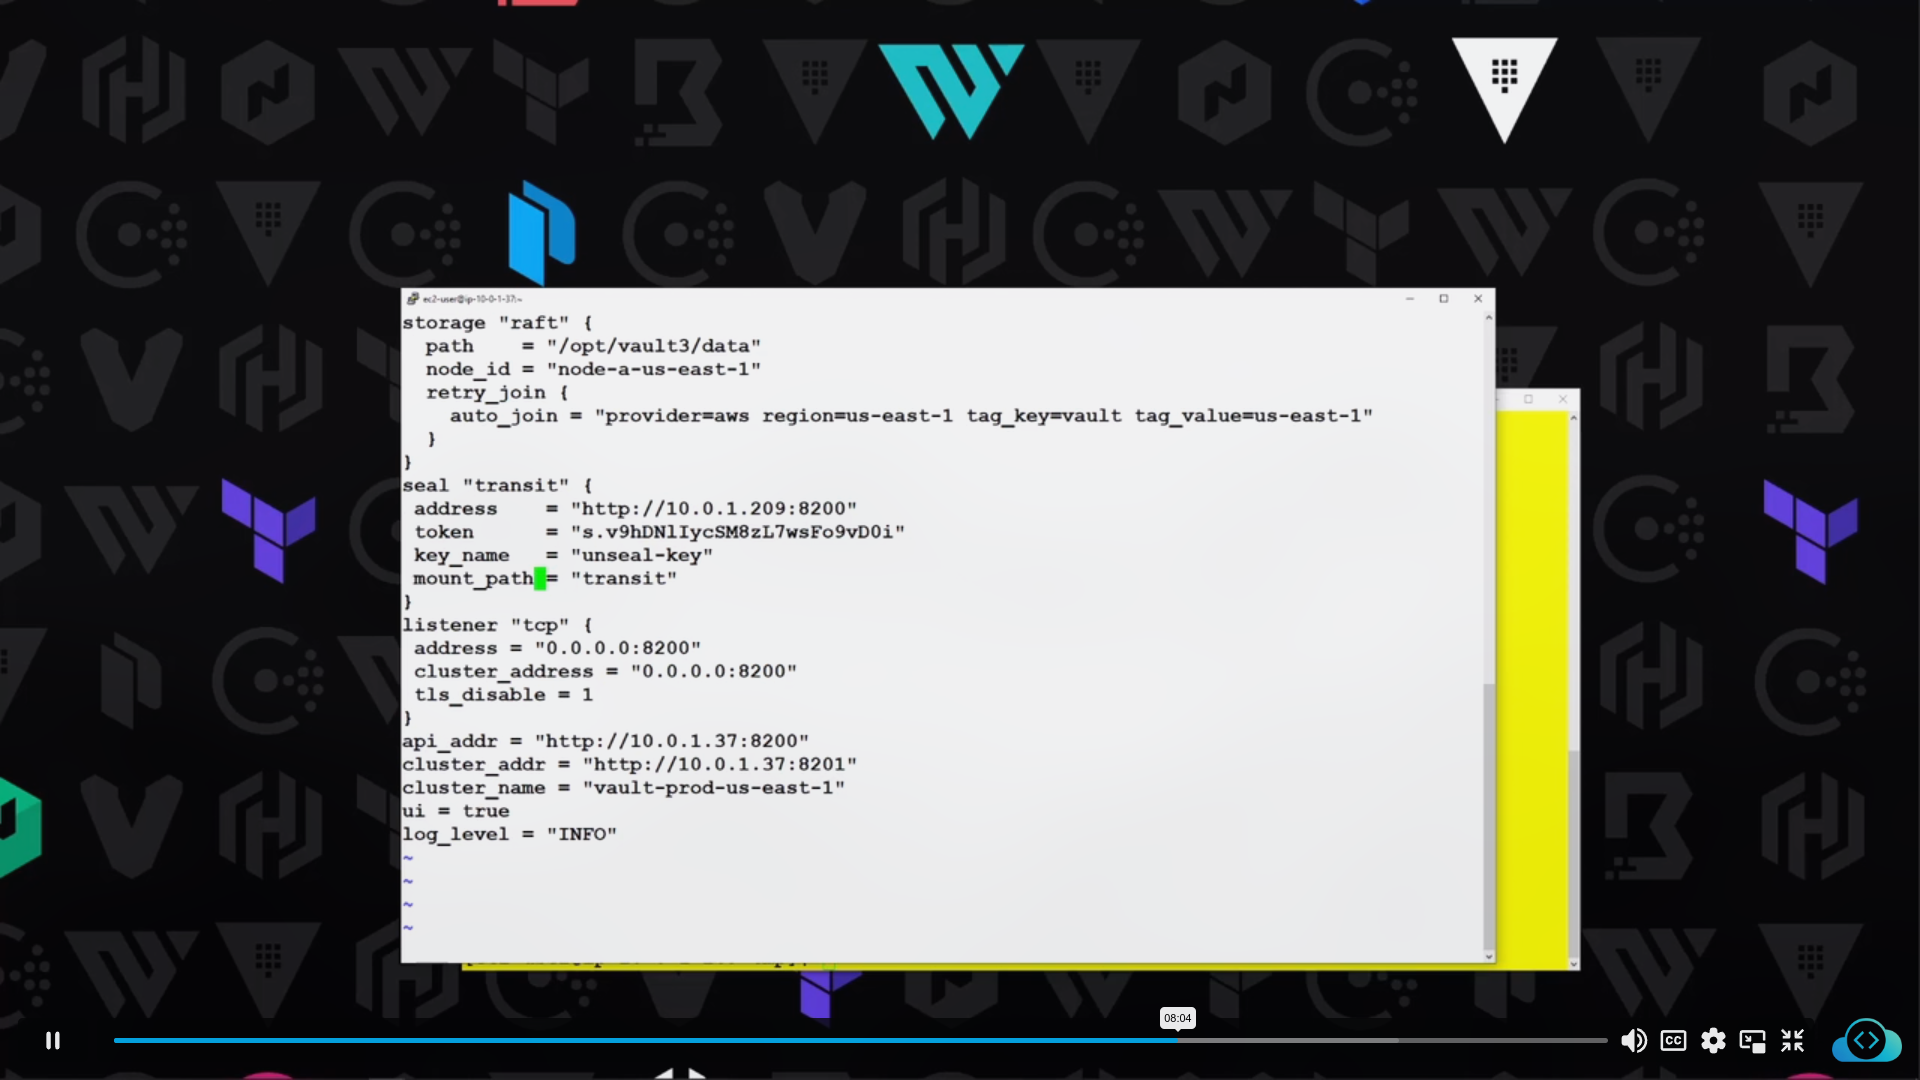 ec2-user@ip-10-0-1-37:~
storage "raft" {
  path    = "/opt/vault3/data"
  node_id = "node-a-us-east-1"
  retry_join {
    auto_join = "provider=aws region=us-east-1 tag_key=vault tag_value=us-east-1"
  }
}
seal "transit" {
 address    = "http://10.0.1.209:8200"
 token      = "s.v9hDNlIycSM8zL7wsFo9vD0i"
 key_name   = "unseal-key"
 mount_path = "transit"
}
listener "tcp" {
 address = "0.0.0.0:8200"
 cluster_address = "0.0.0.0:8200"
 tls_disable = 1
}
api_addr = "http://10.0.1.37:8200"
cluster_addr = "http://10.0.1.37:8201"
cluster_name = "vault-prod-us-east-1"
ui = true
log_level = "INFO"
~
~
~
~
08:04
CC